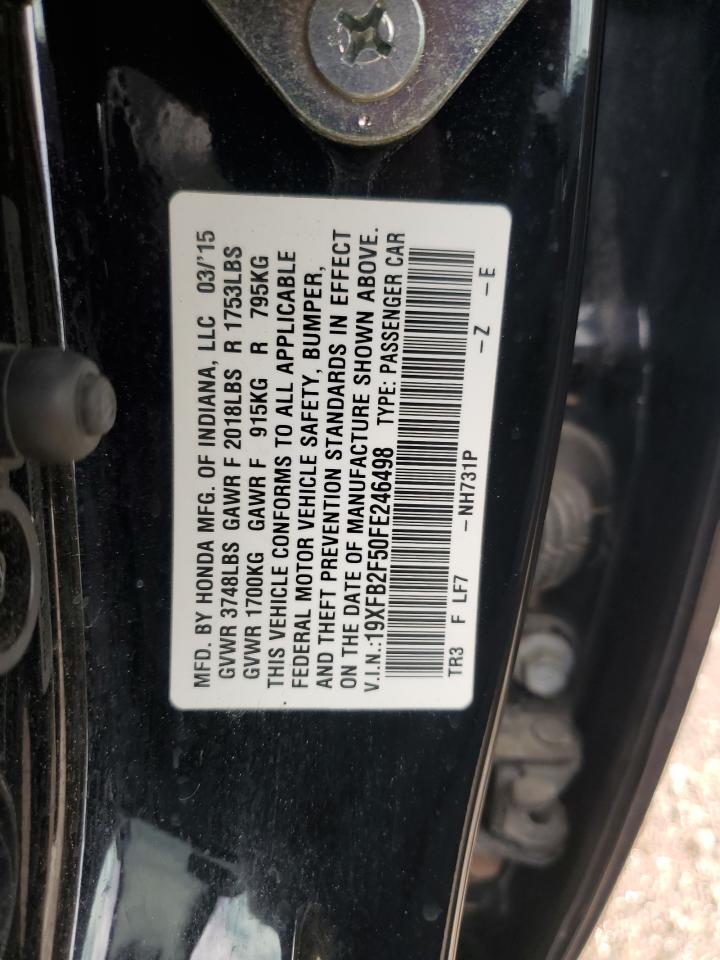 MFD. BY HONDA MFG. OF INDIANA, LLC 03/'15
GVWR 3748LBS GAWR F 2018LBS R 1753LBS
GVWR 1700KG GAWR F 915KG R 795KG
THIS VEHICLE CONFORMS TO ALL APPLICABLE
FEDERAL MOTOR VEHICLE SAFETY, BUMPER,
AND THEFT PREVENTION STANDARDS IN EFFECT
ON THE DATE OF MANUFACTURE SHOWN ABOVE.
V.I.N.:19XFB2F50FE246498 TYPE: PASSENGER CAR
TR3 F LF7 -NH731P -Z -E